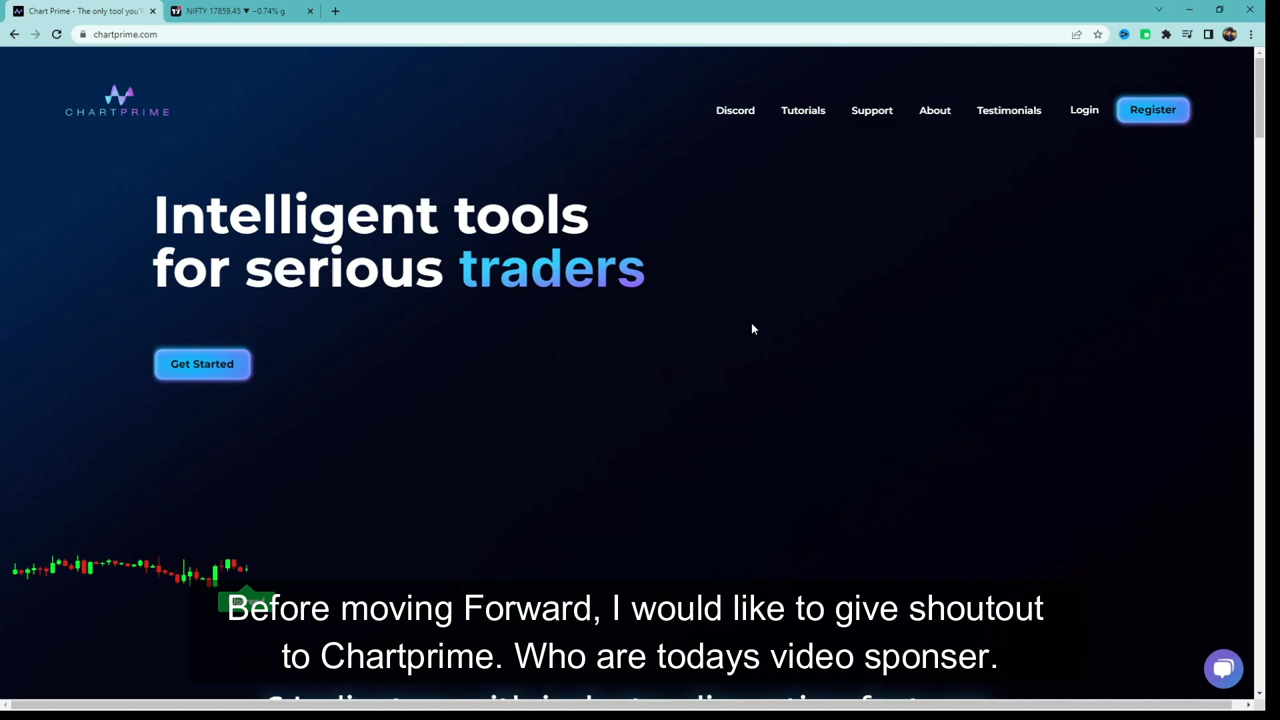 Chart Prime - The only tool you'll
NIFTY 17859.45 ▼ −0.74% g
chartprime.com
CHARTPRIME
Discord
Tutorials
Support
About
Testimonials
Login
Register
Intelligent tools
for serious traders
Get Started
Before moving Forward, I would like to give shoutout
to Chartprime. Who are todays video sponser.